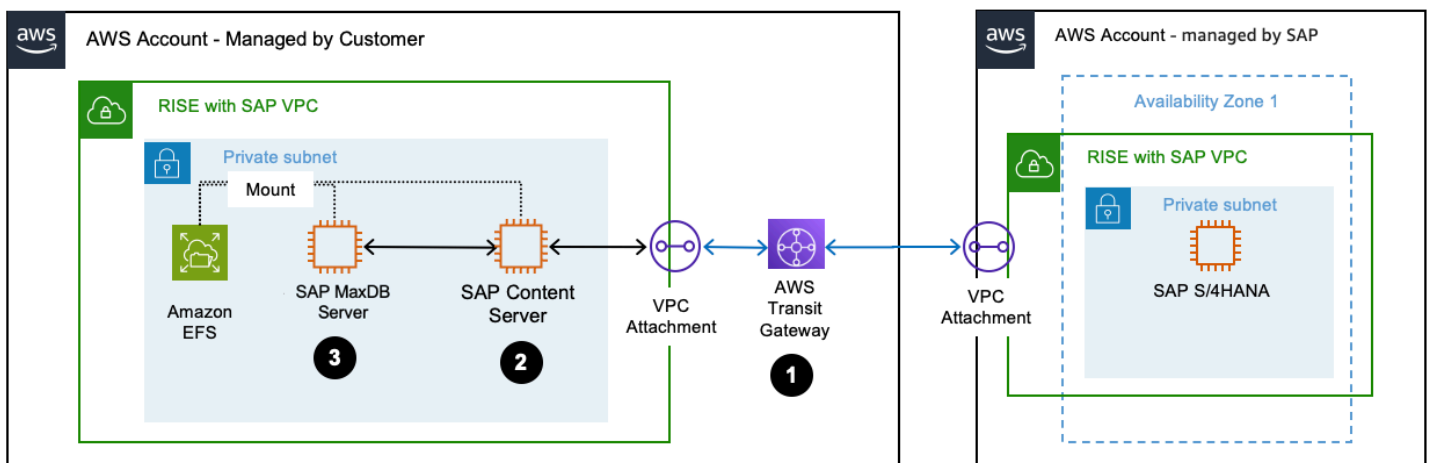 aws
AWS Account - Managed by Customer
RISE with SAP VPC
Private subnet
Mount
Amazon
EFS
SAP MaxDB
Server
3
SAP Content
Server
2
VPC
Attachment
AWS
Transit
Gateway
1
aws
AWS Account - managed by SAP
Availability Zone 1
RISE with SAP VPC
Private subnet
SAP S/4HANA
VPC
Attachment